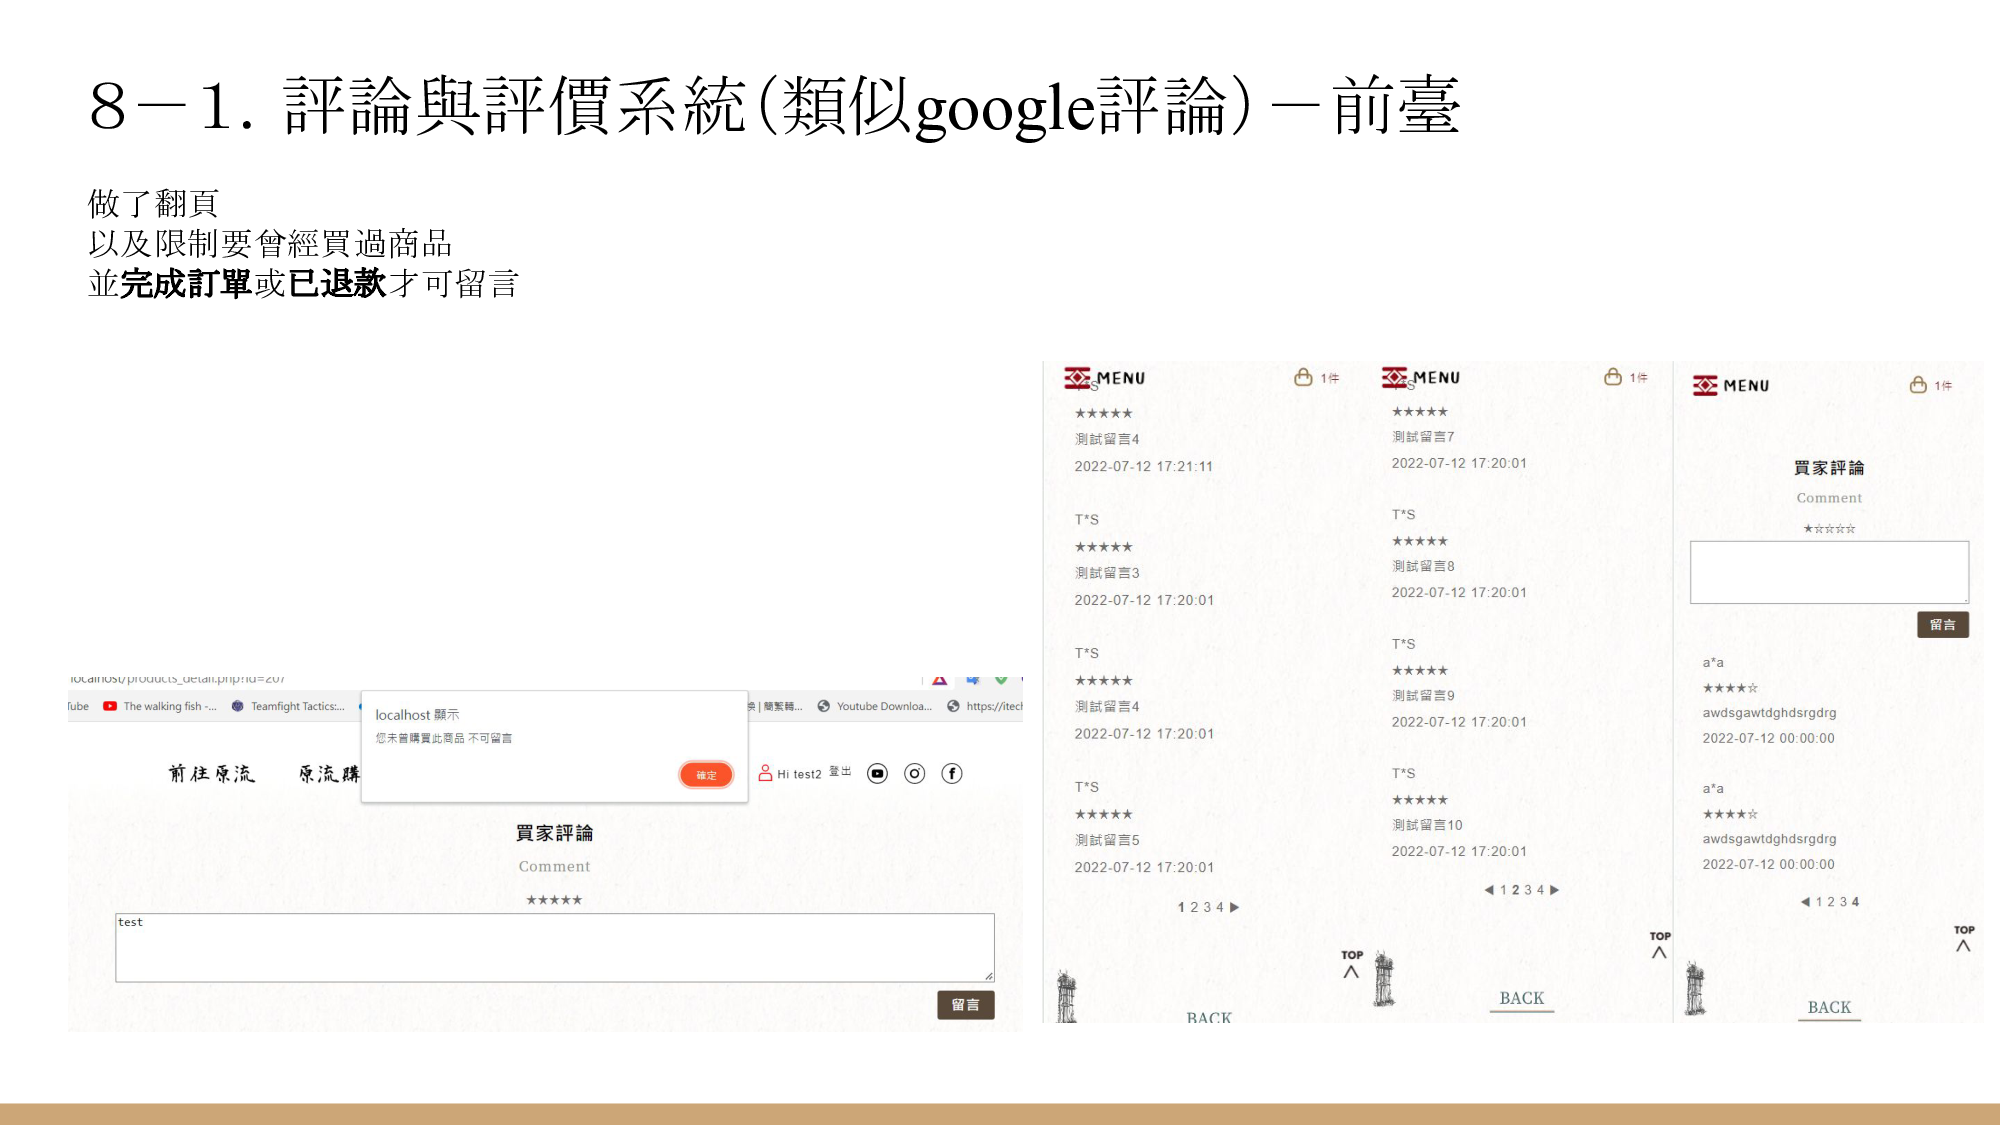 ８－１．評論與評價系統（類似google評論）－前臺
做了翻頁
以及限制要曾經買過商品
並完成訂單或已退款才可留言
localhost/products_detail.php?id=207
Tube
The walking fish -...
Teamfight Tactics:...
| 簡繁轉...
Youtube Downloa...
https://itech
localhost 顯示
您未曾購買此商品 不可留言
確定
前往原流
原流購
Hi test2
登出
買家評論
Comment
★★★★★
test
留言
MENU
1件
★★★★★
測試留言4
2022-07-12 17:21:11
T*S
★★★★★
測試留言3
2022-07-12 17:20:01
T*S
★★★★★
測試留言4
2022-07-12 17:20:01
T*S
★★★★★
測試留言5
2022-07-12 17:20:01
1 2 3 4 ▶
TOP
BACK
MENU
1件
★★★★★
測試留言7
2022-07-12 17:20:01
T*S
★★★★★
測試留言8
2022-07-12 17:20:01
T*S
★★★★★
測試留言9
2022-07-12 17:20:01
T*S
★★★★★
測試留言10
2022-07-12 17:20:01
◀ 1 2 3 4 ▶
TOP
BACK
MENU
1件
買家評論
Comment
★☆☆☆☆
留言
a*a
★★★★☆
awdsgawtdghdsrgdrg
2022-07-12 00:00:00
a*a
★★★★☆
awdsgawtdghdsrgdrg
2022-07-12 00:00:00
◀ 1 2 3 4
TOP
BACK